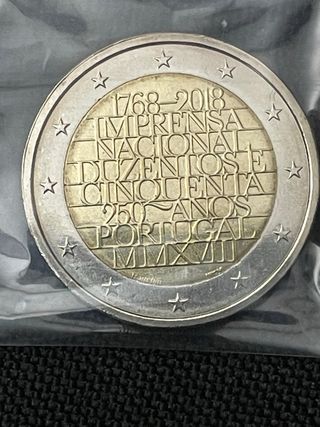 1768–2018
IMPRENSA
NACIONAL
DUZENTOS E
CINQUENTA
250 ANOS
PORTUGAL
MMXVIII